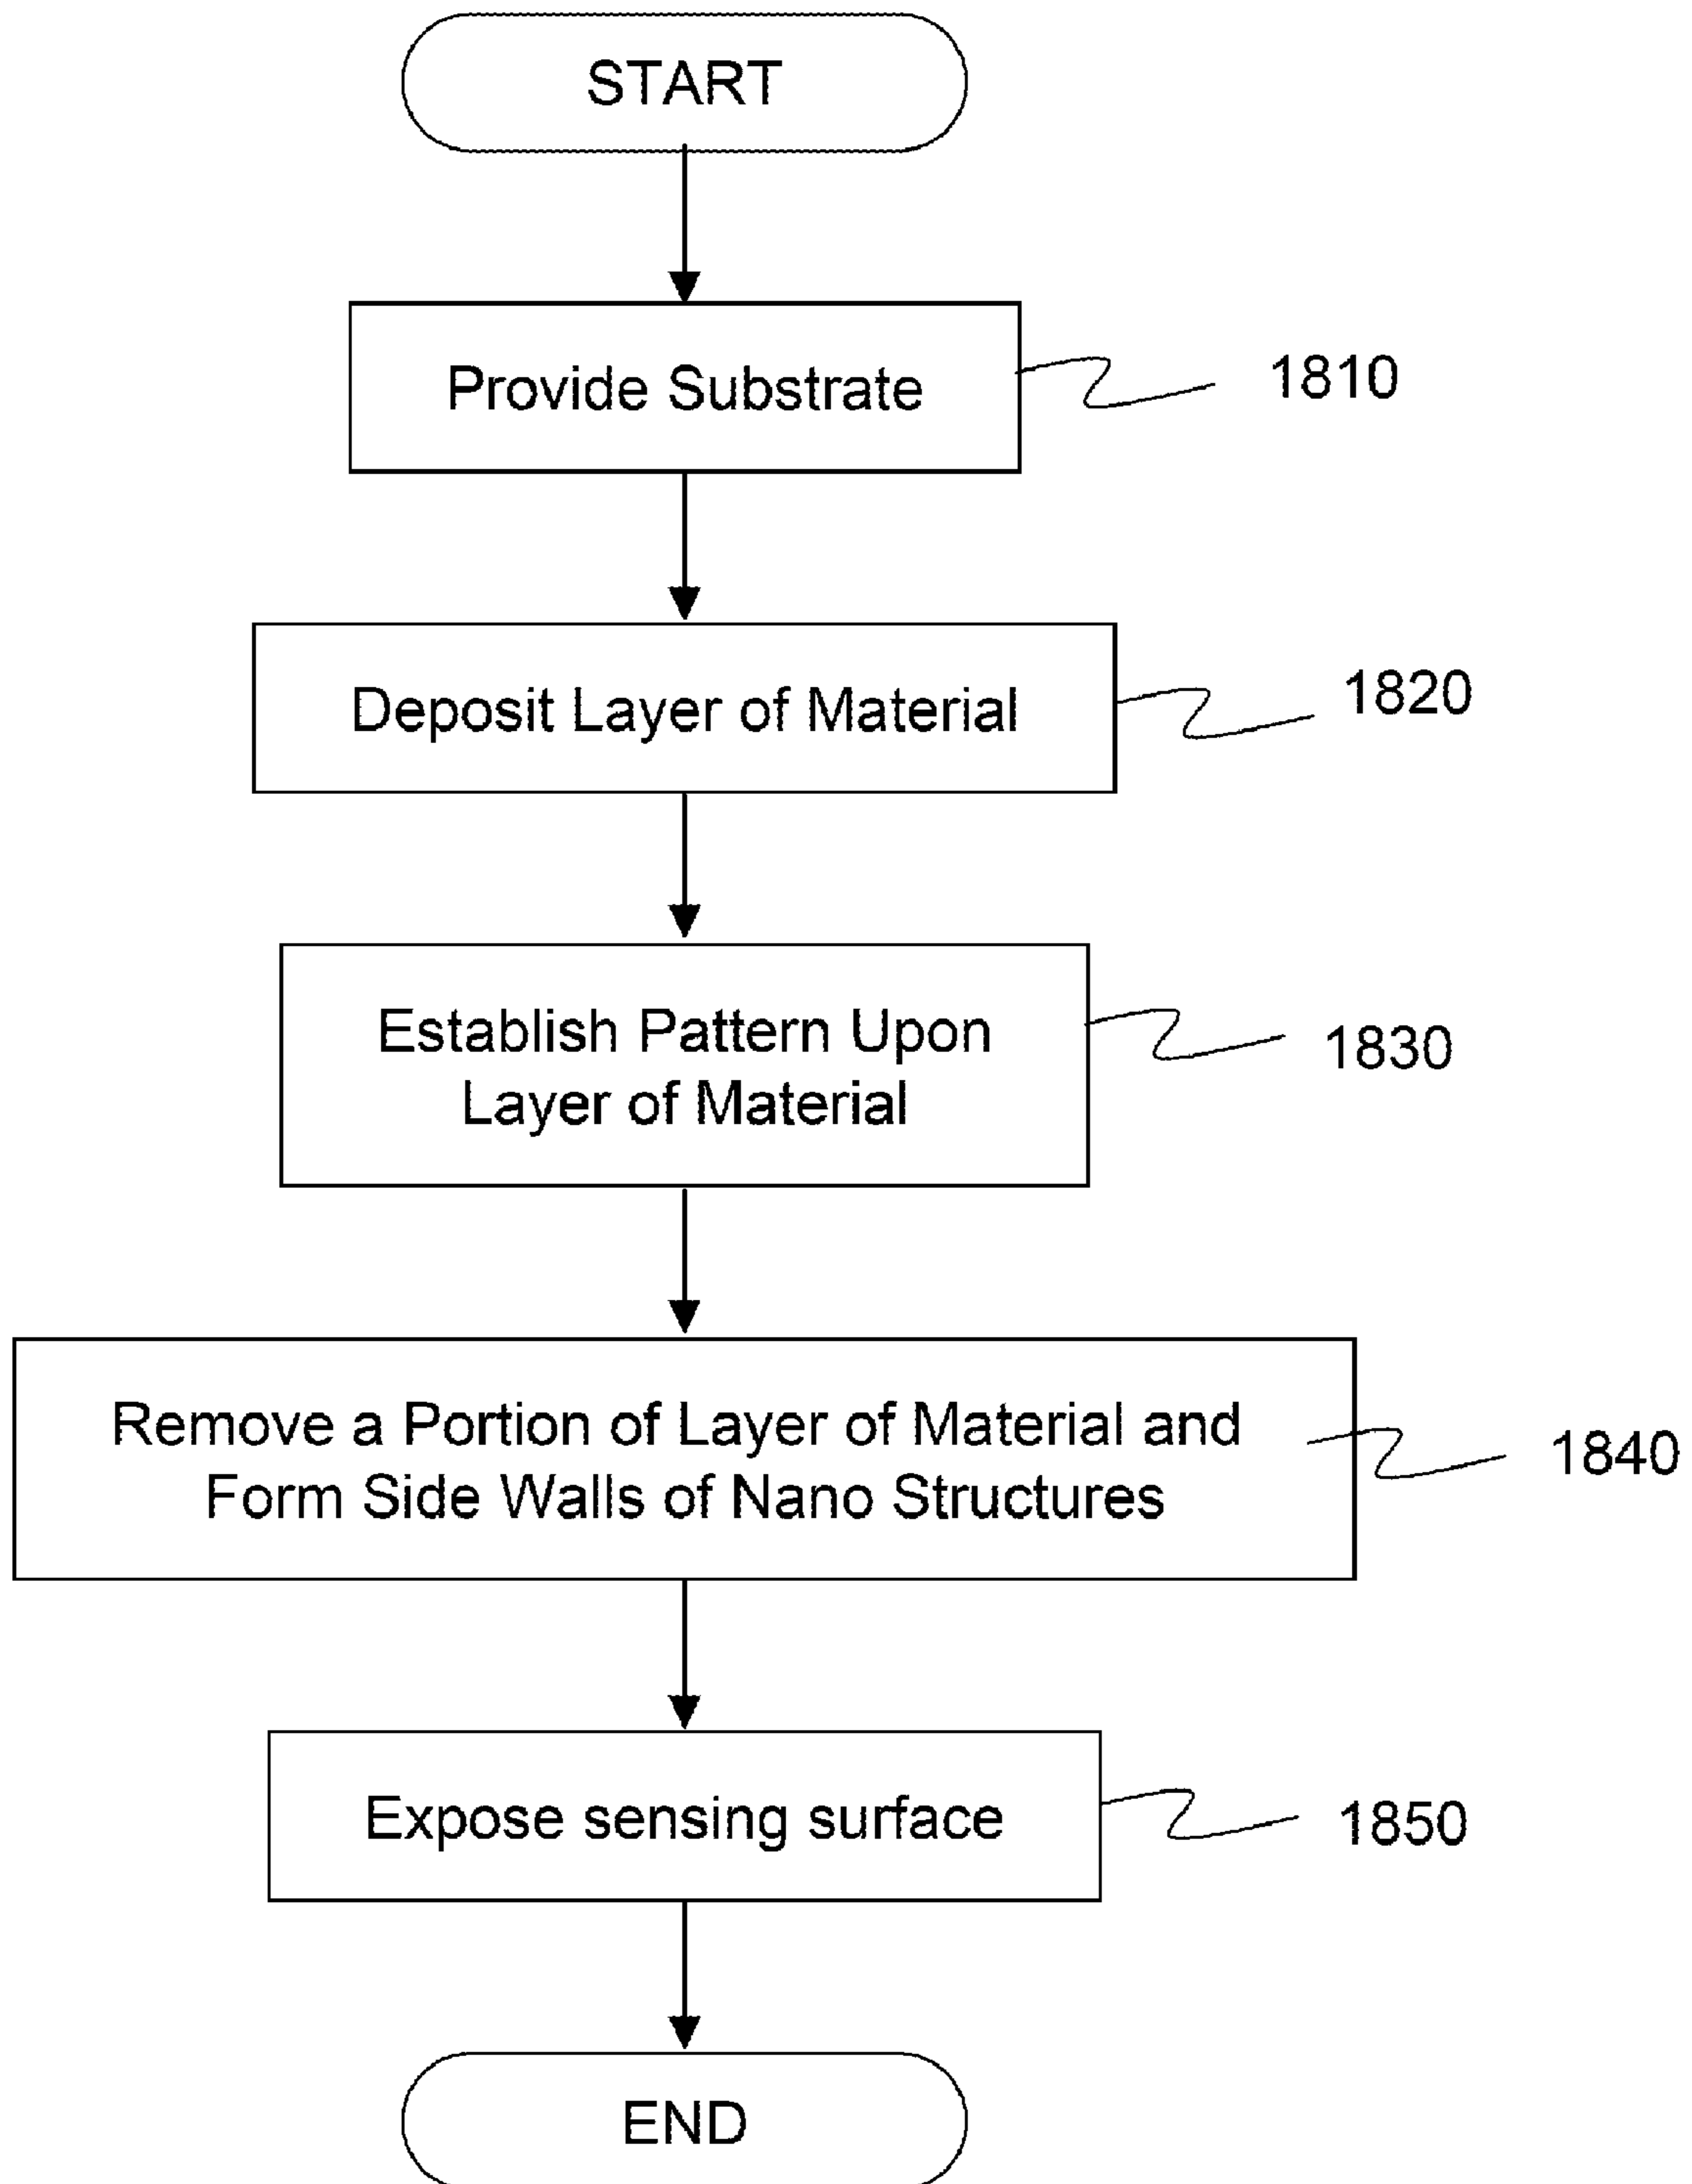 START
Provide Substrate
1810
Deposit Layer of Material
1820
Establish Pattern Upon
Layer of Material
1830
Remove a Portion of Layer of Material and
Form Side Walls of Nano Structures
1840
Expose sensing surface
1850
END